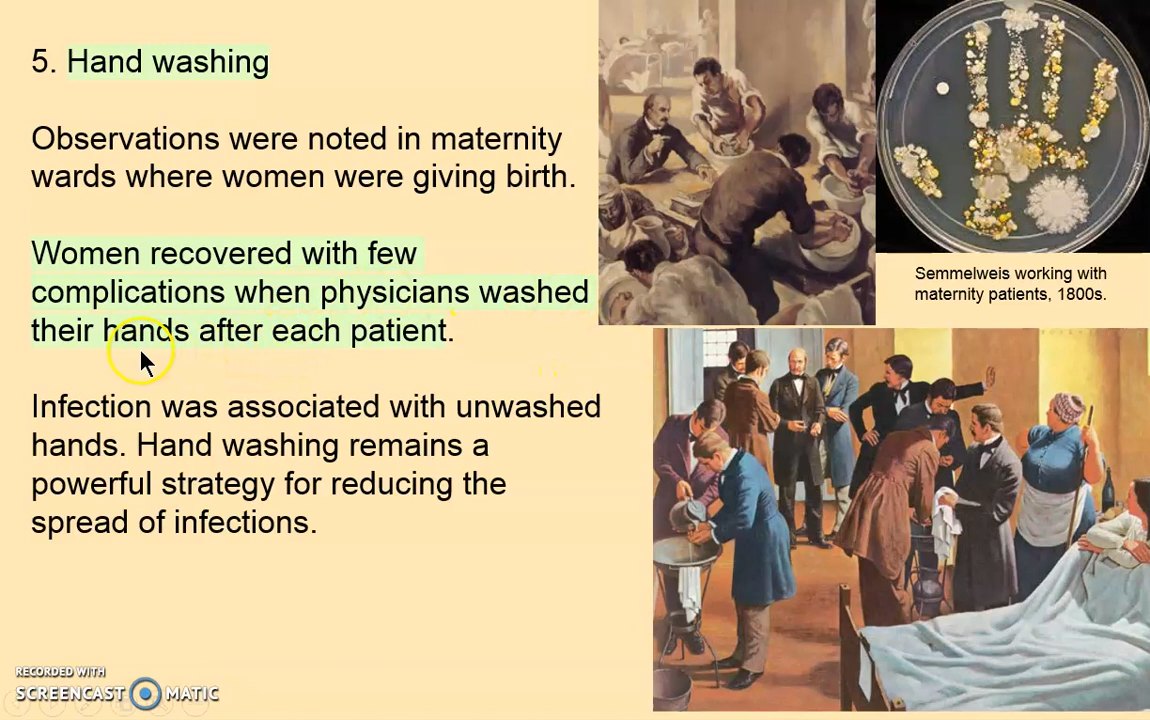 5. Hand washing
Observations were noted in maternity
wards where women were giving birth.
Women recovered with few
complications when physicians washed
their hands after each patient.
Infection was associated with unwashed
hands. Hand washing remains a
powerful strategy for reducing the
spread of infections.
Semmelweis working with
maternity patients, 1800s.
RECORDED WITH
SCREENCAST MATIC